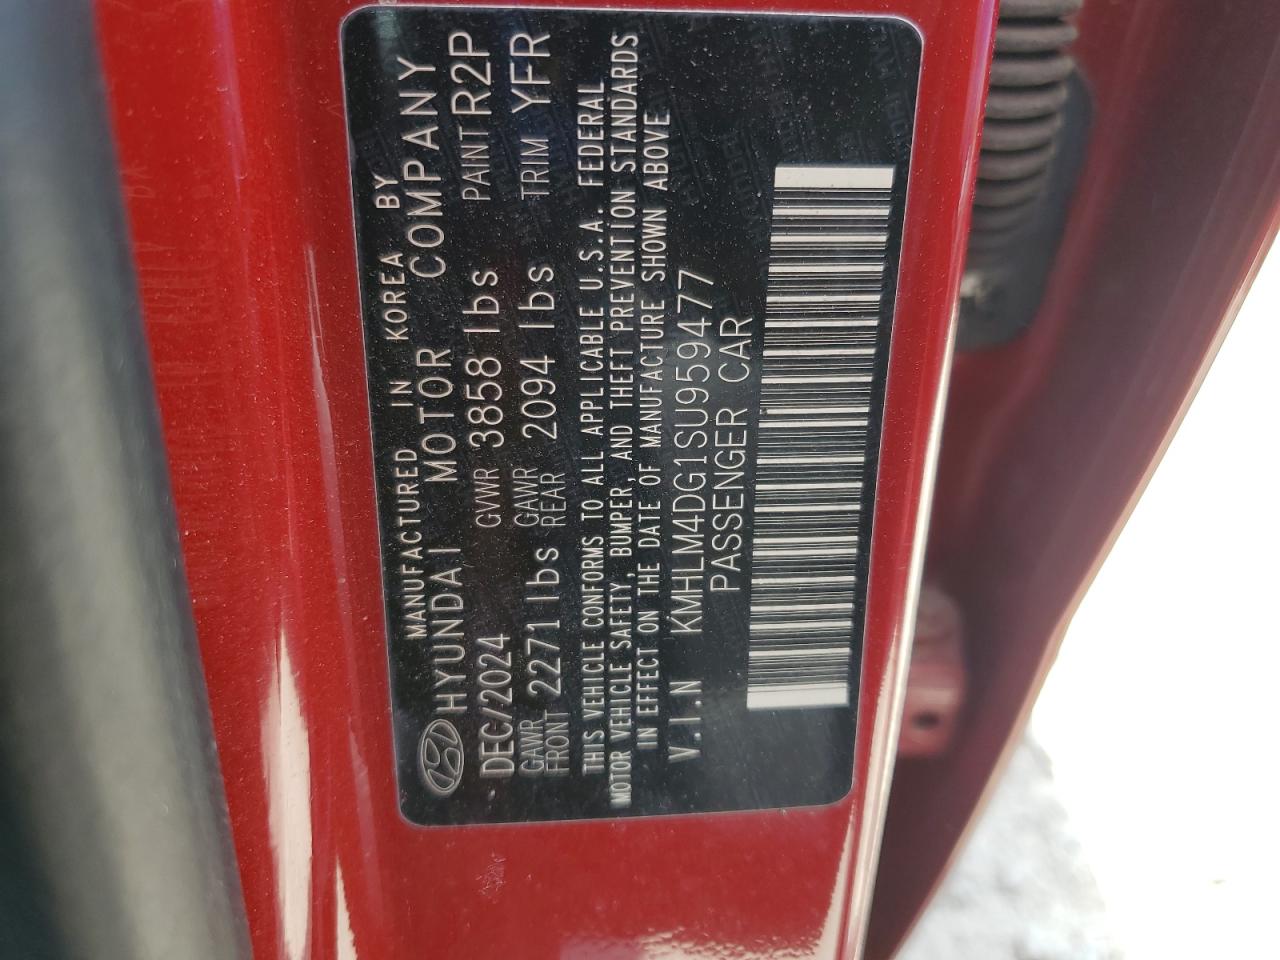 MANUFACTURED IN KOREA BY
HYUNDAI MOTOR COMPANY
DEC/2024 GVWR 3858 lbs PAINT R2P
GAWR FRONT 2271 lbs GAWR REAR 2094 lbs TRIM YFR
THIS VEHICLE CONFORMS TO ALL APPLICABLE U.S.A. FEDERAL
MOTOR VEHICLE SAFETY, BUMPER, AND THEFT PREVENTION STANDARDS
IN EFFECT ON THE DATE OF MANUFACTURE SHOWN ABOVE
V.I.N KMHLM4DG1SU959477
PASSENGER CAR